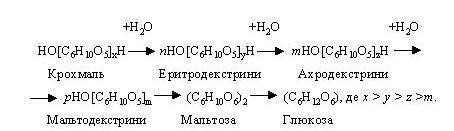 +H₂O +H₂O +H₂O
HO[C₆H₁₀O₅]ₓH → nHO[C₆H₁₀O₅]ᵧH → mHO[C₆H₁₀O₅]zH →
Крохмаль Еритродекстрини Ахродекстрини
→ pHO[C₆H₁₀O₅]ₘ → (C₆H₁₀O₆)₂ → (C₆H₁₂O₆), де x > y > z >m.
Мальтодекстрини Мальтоза Глюкоза